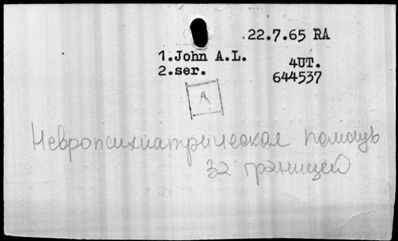 22.7.65 RA
1.John A.L.
2.ser.
4UT.
644537
A
Невропсихиатрическая помощь
за границей